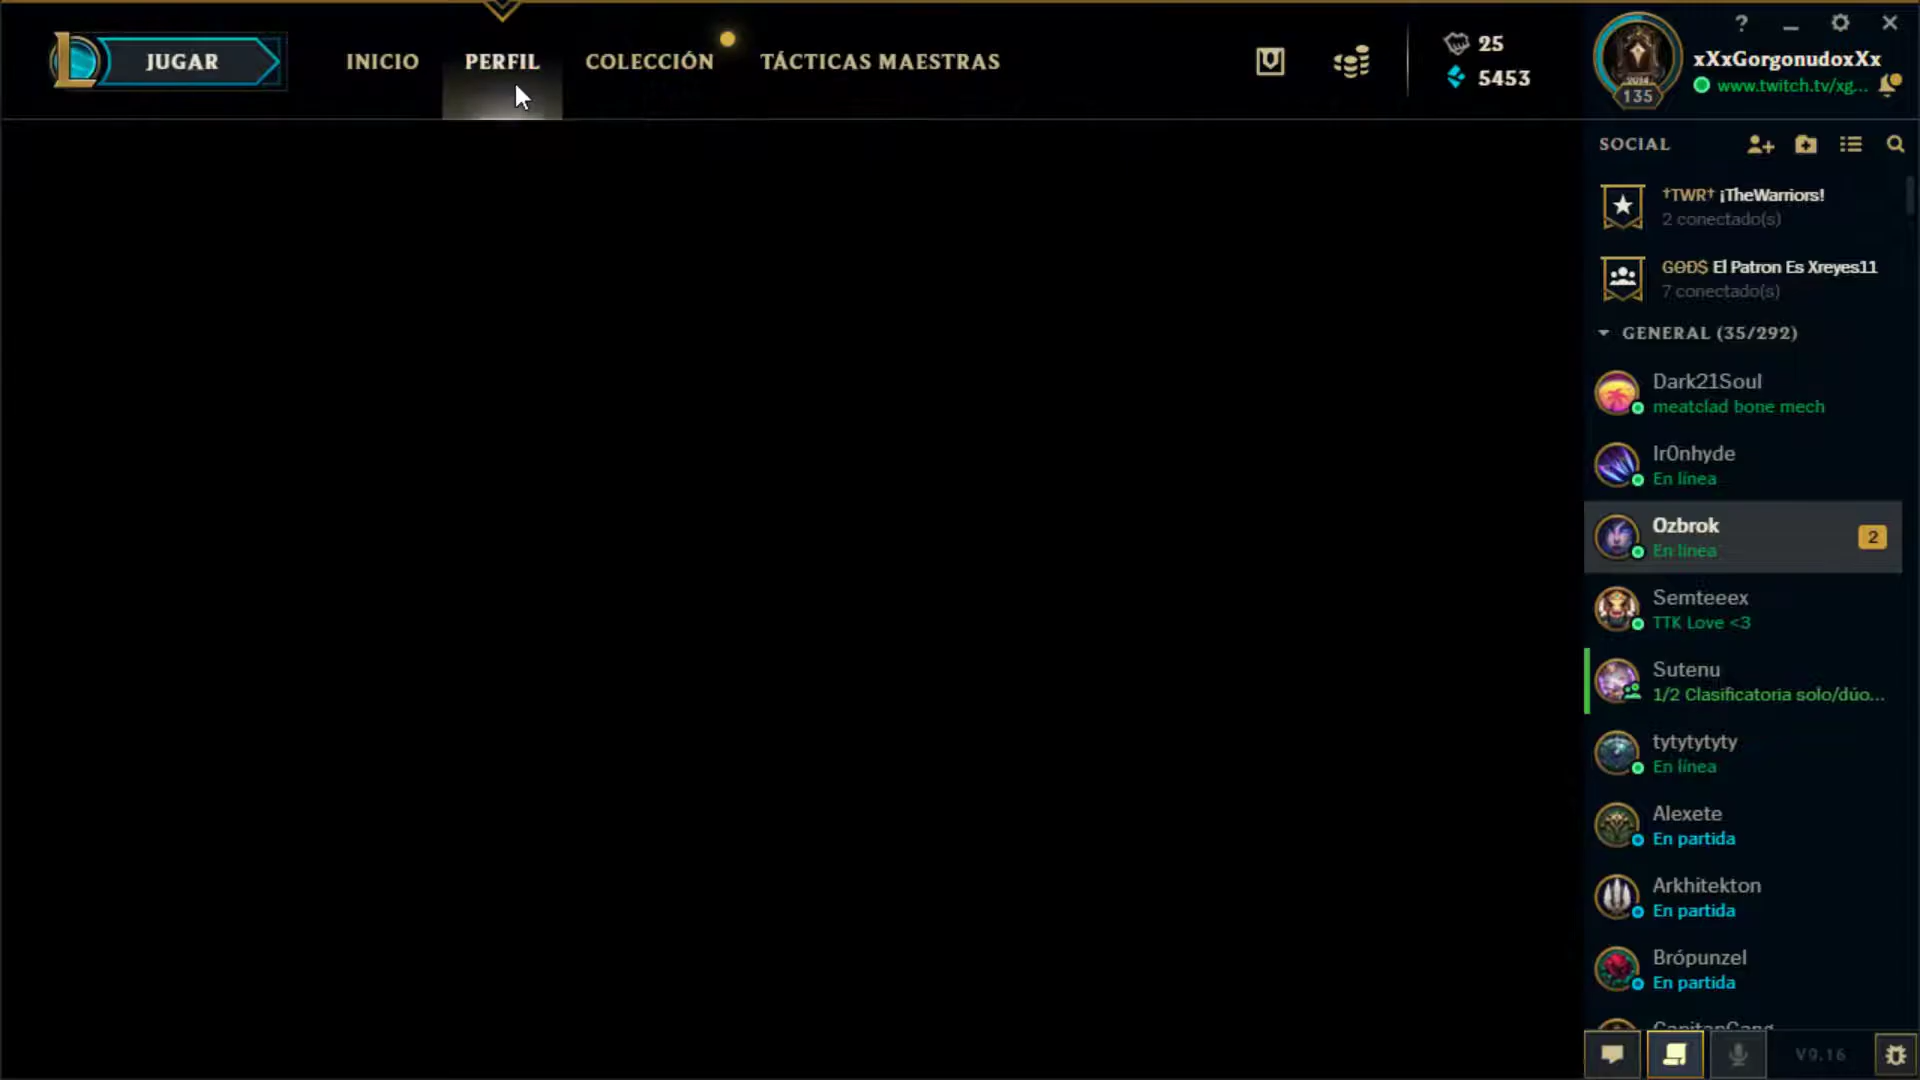 JUGAR
INICIO
PERFIL
COLECCIÓN
TÁCTICAS MAESTRAS
25
5453
?
2014
135
xXxGorgonudoxXx
www.twitch.tv/xg...
SOCIAL
†TWR† ¡TheWarriors!
2 conectado(s)
GODS El Patron Es Xreyes11
7 conectado(s)
GENERAL (35/292)
Dark21Soul
meatclad bone mech
Ir0nhyde
En línea
Ozbrok
En línea
2
Semteeex
TTK Love <3
Sutenu
1/2 Clasificatoria solo/dúo...
tytytytyty
En línea
Alexete
En partida
Arkhitekton
En partida
Brópunzel
En partida
V9.16